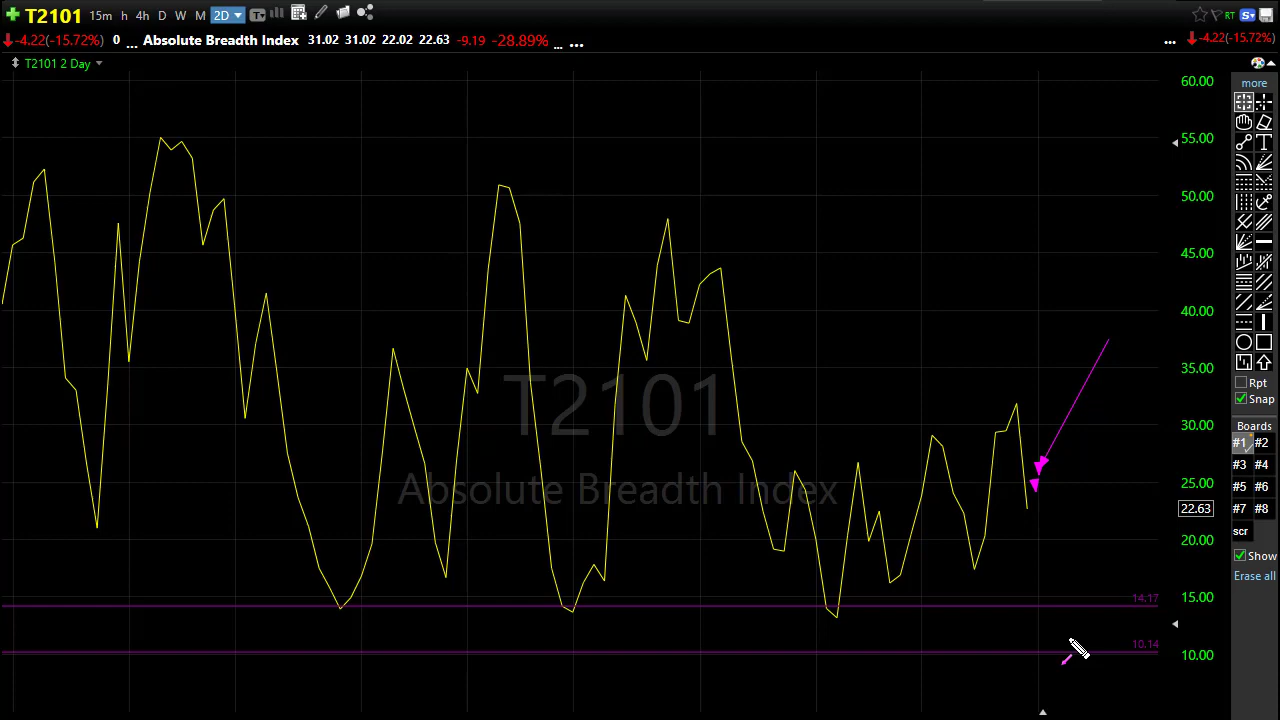 T2101 15m h 4h D W M 2D T RT S
-4.22(-15.72%) 0 ... Absolute Breadth Index 31.02 31.02 22.02 22.63 -9.19 -28.89% ... ... ... -4.22(-15.72%)
T2101 2 Day
60.00
more
55.00
50.00
45.00
40.00
35.00
Rpt
Snap
T2101
30.00
Boards
#1 #2
#3 #4
Absolute Breadth Index
25.00
#5 #6
22.63
#7 #8
scr
20.00
Show
Erase all
14.17
15.00
10.14
10.00